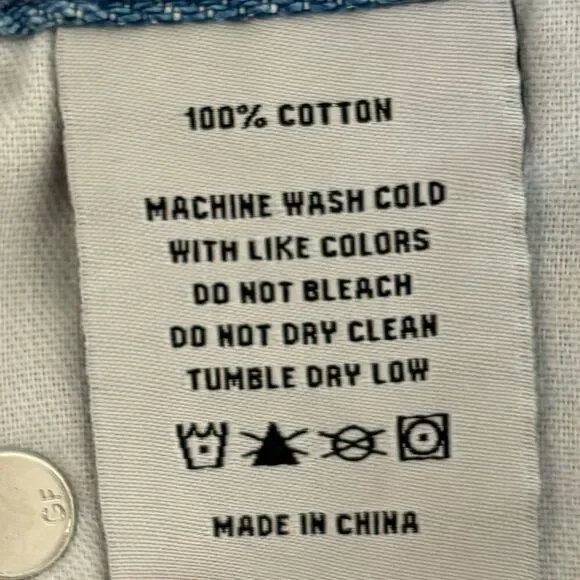 100% COTTON
MACHINE WASH COLD
WITH LIKE COLORS
DO NOT BLEACH
DO NOT DRY CLEAN
TUMBLE DRY LOW
MADE IN CHINA
GF